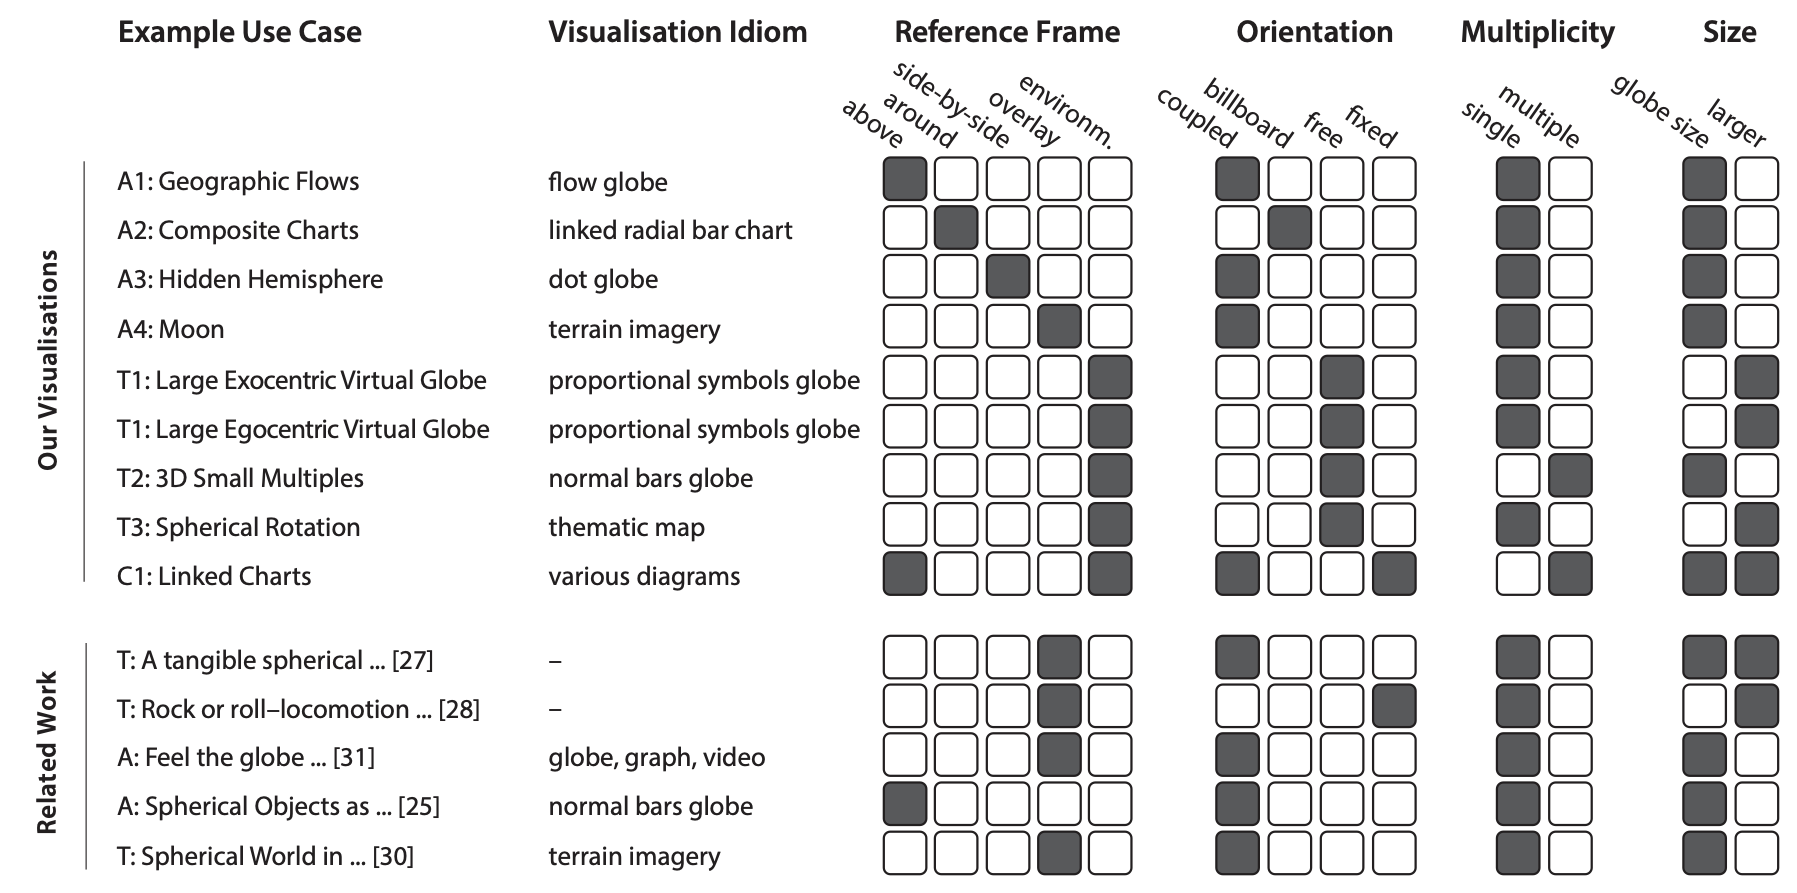 Example Use Case Visualisation Idiom Reference Frame Orientation Multiplicity Size
above around side-by-side overlay environm. coupled billboard free fixed single multiple globe size larger
Our Visualisations
A1: Geographic Flows flow globe
A2: Composite Charts linked radial bar chart
A3: Hidden Hemisphere dot globe
A4: Moon terrain imagery
T1: Large Exocentric Virtual Globe proportional symbols globe
T1: Large Egocentric Virtual Globe proportional symbols globe
T2: 3D Small Multiples normal bars globe
T3: Spherical Rotation thematic map
C1: Linked Charts various diagrams
Related Work
T: A tangible spherical ... [27] –
T: Rock or roll–locomotion ... [28] –
A: Feel the globe ... [31] globe, graph, video
A: Spherical Objects as ... [25] normal bars globe
T: Spherical World in ... [30] terrain imagery